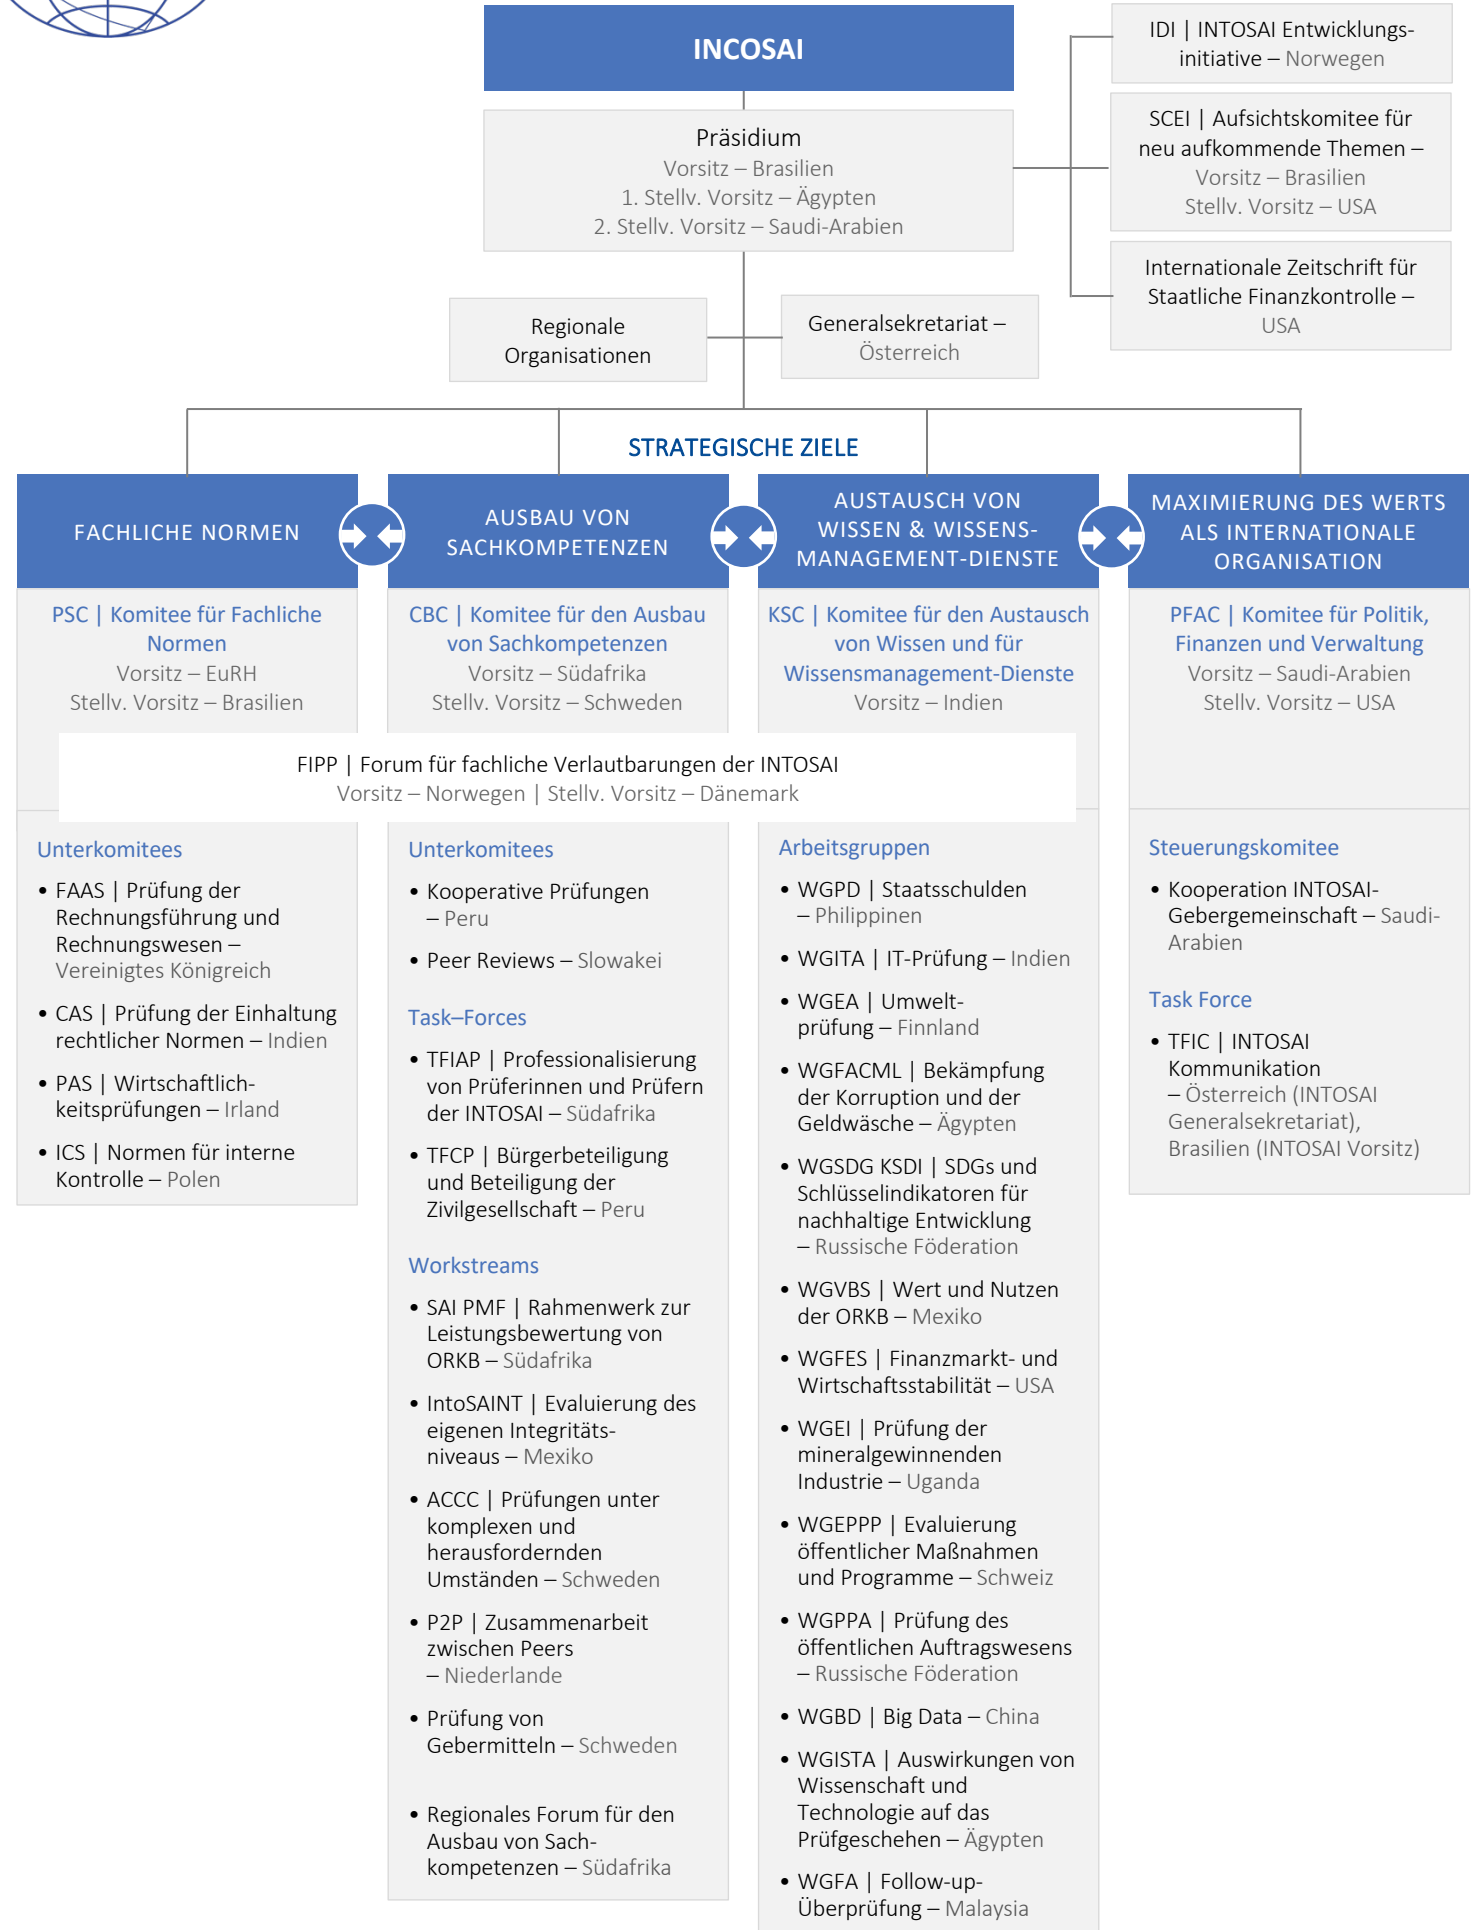 INCOSAI
Präsidium
Vorsitz – Brasilien
1. Stellv. Vorsitz – Ägypten
2. Stellv. Vorsitz – Saudi-Arabien
IDI | INTOSAI Entwicklungs-
initiative – Norwegen
SCEI | Aufsichtskomitee für
neu aufkommende Themen –
Vorsitz – Brasilien
Stellv. Vorsitz – USA
Internationale Zeitschrift für
Staatliche Finanzkontrolle –
USA
Regionale
Organisationen
Generalsekretariat –
Österreich
STRATEGISCHE ZIELE
FACHLICHE NORMEN
PSC | Komitee für Fachliche
Normen
Vorsitz – EuRH
Stellv. Vorsitz – Brasilien
AUSBAU VON
SACHKOMPETENZEN
CBC | Komitee für den Ausbau
von Sachkompetenzen
Vorsitz – Südafrika
Stellv. Vorsitz – Schweden
AUSTAUSCH VON
WISSEN & WISSENS-
MANAGEMENT-DIENSTE
KSC | Komitee für den Austausch
von Wissen und für
Wissensmanagement-Dienste
Vorsitz – Indien
MAXIMIERUNG DES WERTS
ALS INTERNATIONALE
ORGANISATION
PFAC | Komitee für Politik,
Finanzen und Verwaltung
Vorsitz – Saudi-Arabien
Stellv. Vorsitz – USA
FIPP | Forum für fachliche Verlautbarungen der INTOSAI
Vorsitz – Norwegen | Stellv. Vorsitz – Dänemark
Unterkomitees
• FAAS | Prüfung der
Rechnungsführung und
Rechnungswesen –
Vereinigtes Königreich
• CAS | Prüfung der Einhaltung
rechtlicher Normen – Indien
• PAS | Wirtschaftlich-
keitsprüfungen – Irland
• ICS | Normen für interne
Kontrolle – Polen
Unterkomitees
• Kooperative Prüfungen
– Peru
• Peer Reviews – Slowakei
Task–Forces
• TFIAP | Professionalisierung
von Prüferinnen und Prüfern
der INTOSAI – Südafrika
• TFCP | Bürgerbeteiligung
und Beteiligung der
Zivilgesellschaft – Peru
Workstreams
• SAI PMF | Rahmenwerk zur
Leistungsbewertung von
ORKB – Südafrika
• IntoSAINT | Evaluierung des
eigenen Integritäts-
niveaus – Mexiko
• ACCC | Prüfungen unter
komplexen und
herausfordernden
Umständen – Schweden
• P2P | Zusammenarbeit
zwischen Peers
– Niederlande
• Prüfung von
Gebermitteln – Schweden
• Regionales Forum für den
Ausbau von Sach-
kompetenzen – Südafrika
Arbeitsgruppen
• WGPD | Staatsschulden
– Philippinen
• WGITA | IT-Prüfung – Indien
• WGEA | Umwelt-
prüfung – Finnland
• WGFACML | Bekämpfung
der Korruption und der
Geldwäsche – Ägypten
• WGSDG KSDI | SDGs und
Schlüsselindikatoren für
nachhaltige Entwicklung
– Russische Föderation
• WGVBS | Wert und Nutzen
der ORKB – Mexiko
• WGFES | Finanzmarkt- und
Wirtschaftsstabilität – USA
• WGEI | Prüfung der
mineralgewinnenden
Industrie – Uganda
• WGEPPP | Evaluierung
öffentlicher Maßnahmen
und Programme – Schweiz
• WGPPA | Prüfung des
öffentlichen Auftragswesens
– Russische Föderation
• WGBD | Big Data – China
• WGISTA | Auswirkungen von
Wissenschaft und
Technologie auf das
Prüfgeschehen – Ägypten
• WGFA | Follow-up-
Überprüfung – Malaysia
Steuerungskomitee
• Kooperation INTOSAI-
Gebergemeinschaft – Saudi-
Arabien
Task Force
• TFIC | INTOSAI
Kommunikation
– Österreich (INTOSAI
Generalsekretariat),
Brasilien (INTOSAI Vorsitz)